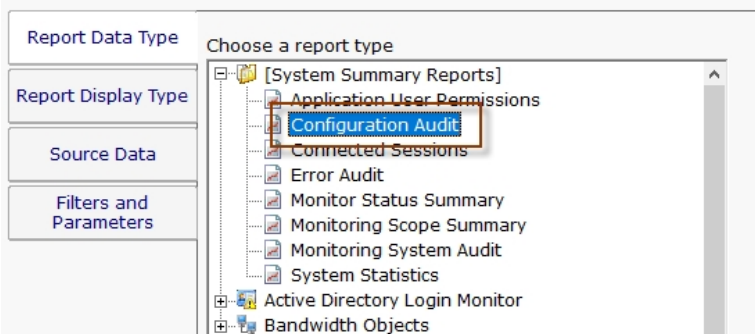 Report Data Type
Choose a report type
[System Summary Reports]
Report Display Type
Application User Permissions
Configuration Audit
Source Data
Connected Sessions
Error Audit
Filters and
Parameters
Monitor Status Summary
Monitoring Scope Summary
Monitoring System Audit
System Statistics
Active Directory Login Monitor
Bandwidth Objects